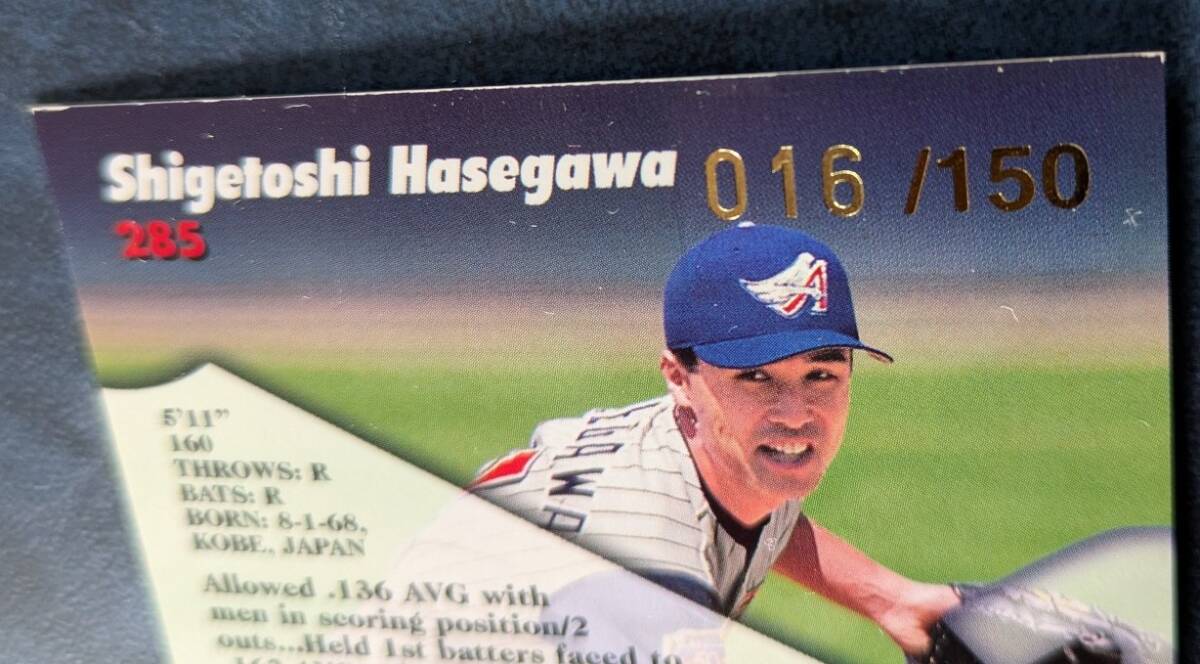 Shigetoshi Hasegawa 016 /150
285
A
5'11"
160
THROWS: R
BATS: R
BORN: 8-1-68,
KOBE, JAPAN
EGAWA
Allowed .136 AVG with
men in scoring position/2
outs...Held 1st batters faced to